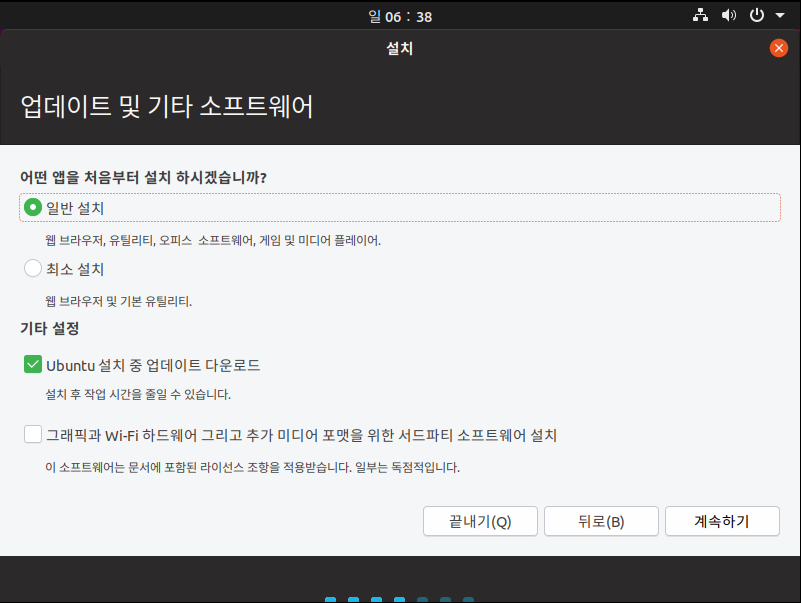 일 06 : 38
설치
업데이트 및 기타 소프트웨어
어떤 앱을 처음부터 설치 하시겠습니까?
일반 설치
웹 브라우저, 유틸리티, 오피스 소프트웨어, 게임 및 미디어 플레이어.
최소 설치
웹 브라우저 및 기본 유틸리티.
기타 설정
Ubuntu 설치 중 업데이트 다운로드
설치 후 작업 시간을 줄일 수 있습니다.
그래픽과 Wi-Fi 하드웨어 그리고 추가 미디어 포맷을 위한 서드파티 소프트웨어 설치
이 소프트웨어는 문서에 포함된 라이선스 조항을 적용받습니다. 일부는 독점적입니다.
끝내기(Q) 뒤로(B) 계속하기